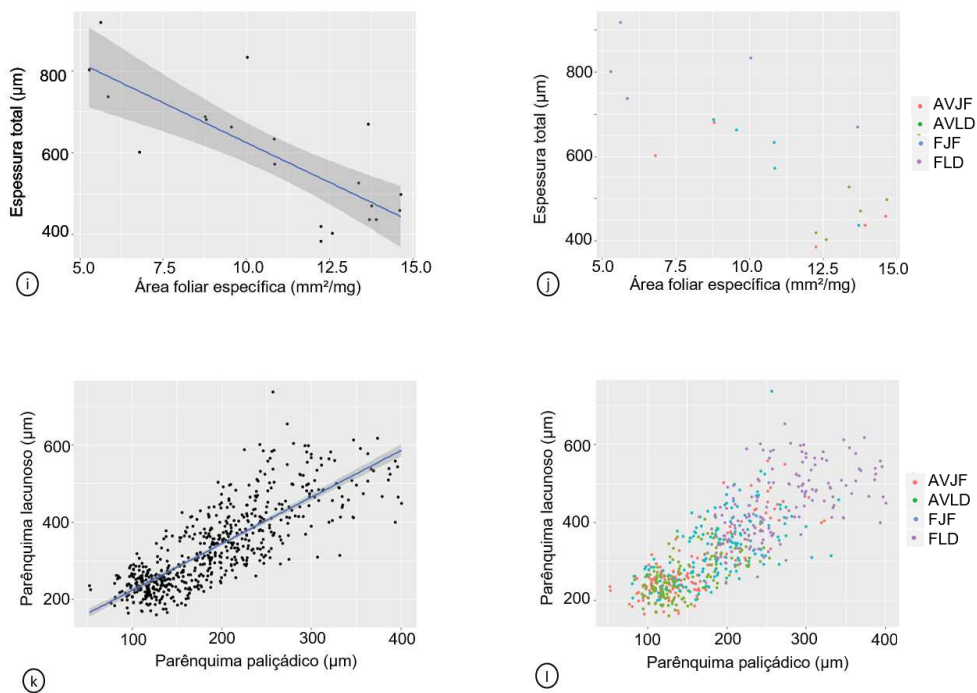 Espessura total (μm)
800
600
400
5.0 7.5 10.0 12.5 15.0
Área foliar específica (mm²/mg)
i
Espessura total (μm)
800
600
400
5.0 7.5 10.0 12.5 15.0
Área foliar específica (mm²/mg)
j
AVJF
AVLD
FJF
FLD
Parênquima lacunoso (μm)
600
400
200
100 200 300 400
Parênquima paliçádico (μm)
k
Parênquima lacunoso (μm)
600
400
200
100 200 300 400
Parênquima paliçádico (μm)
l
AVJF
AVLD
FJF
FLD